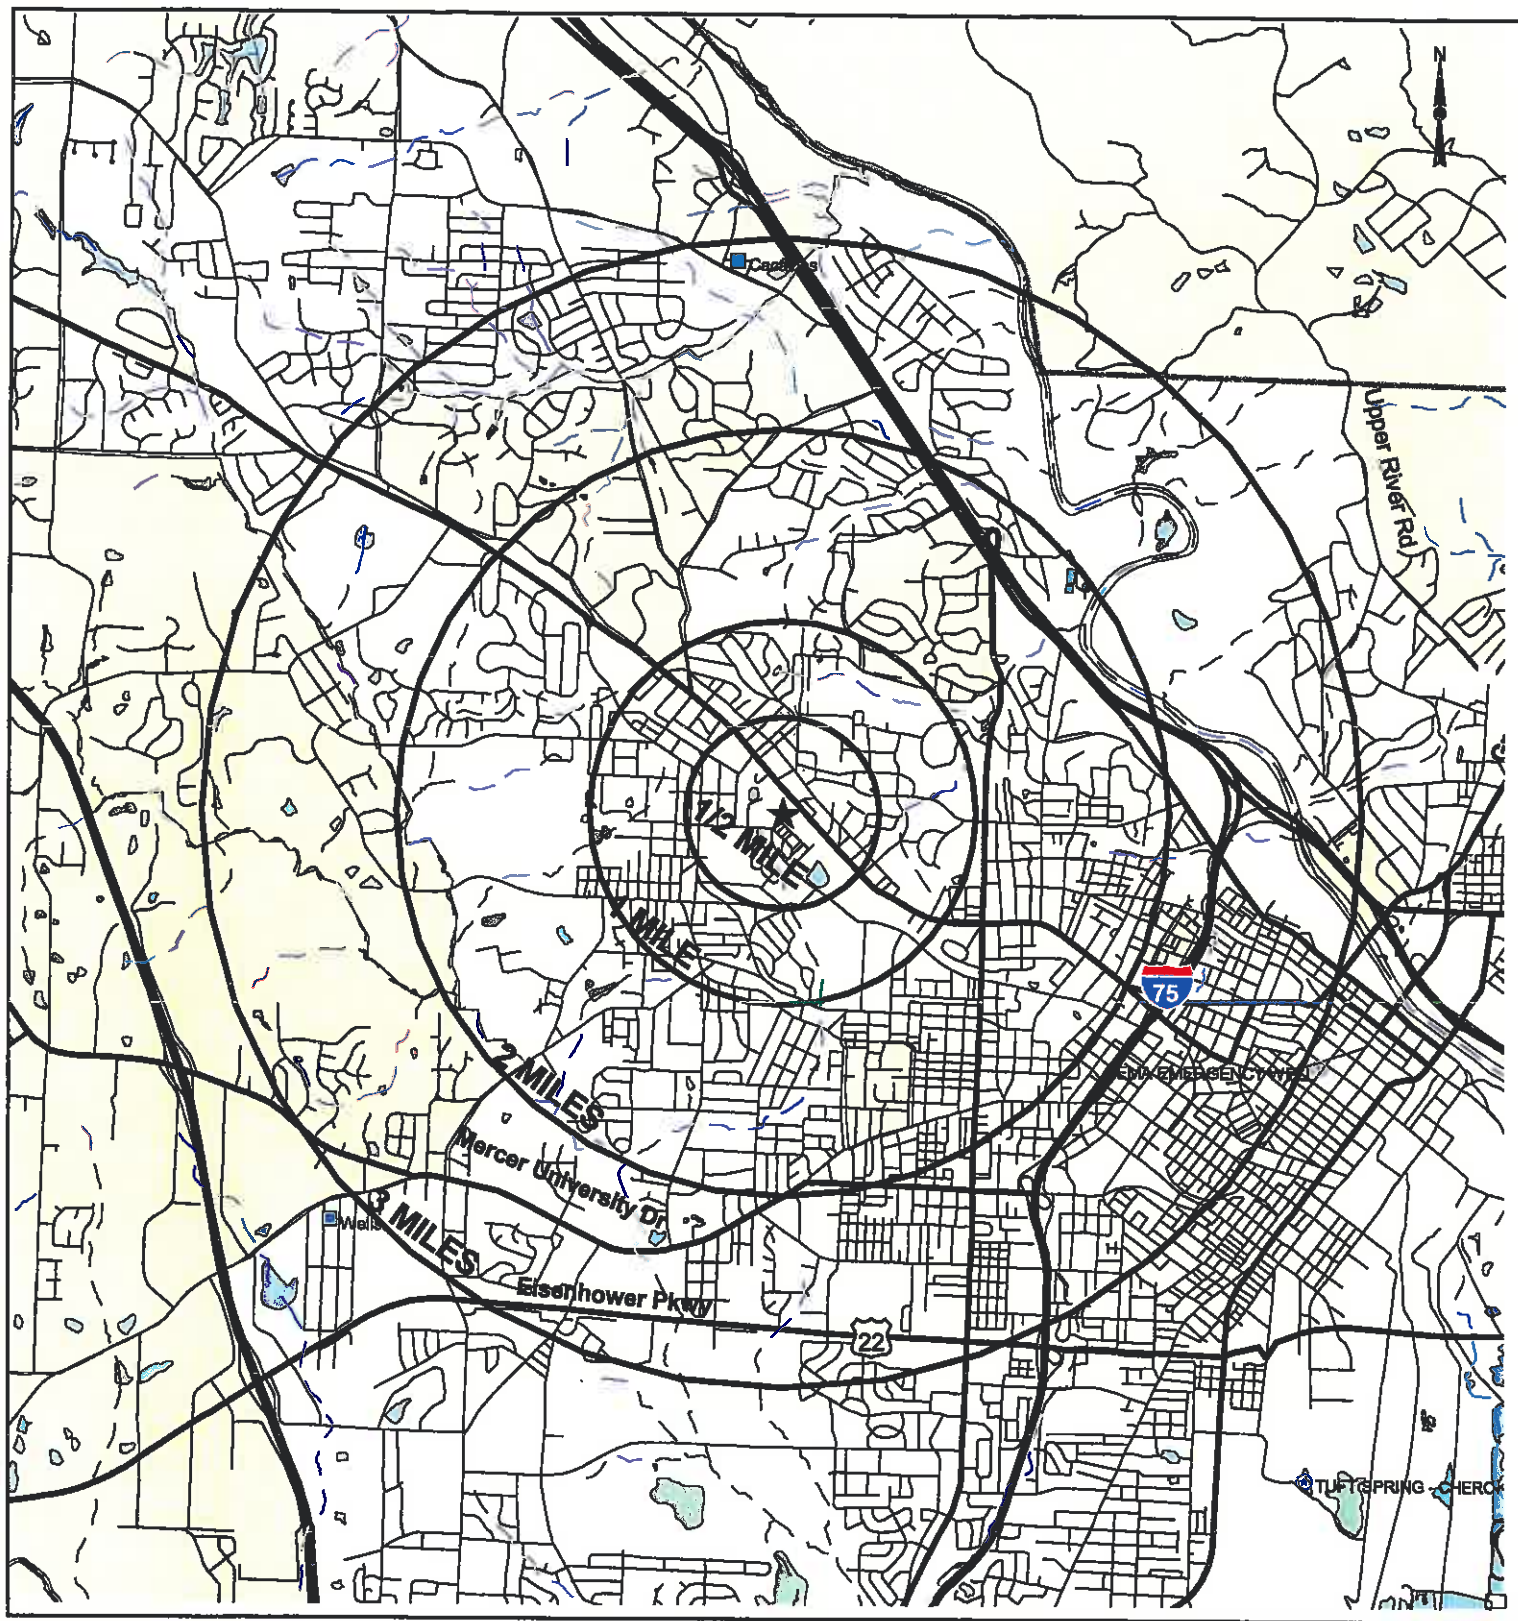 N
Upper River Rd
1/2 MILE
1 MILE
75
2 MILES
Mercer University Dr
3 MILES
Wells
Eisenhower Pkwy
22
TUFT SPRING - CHEROK